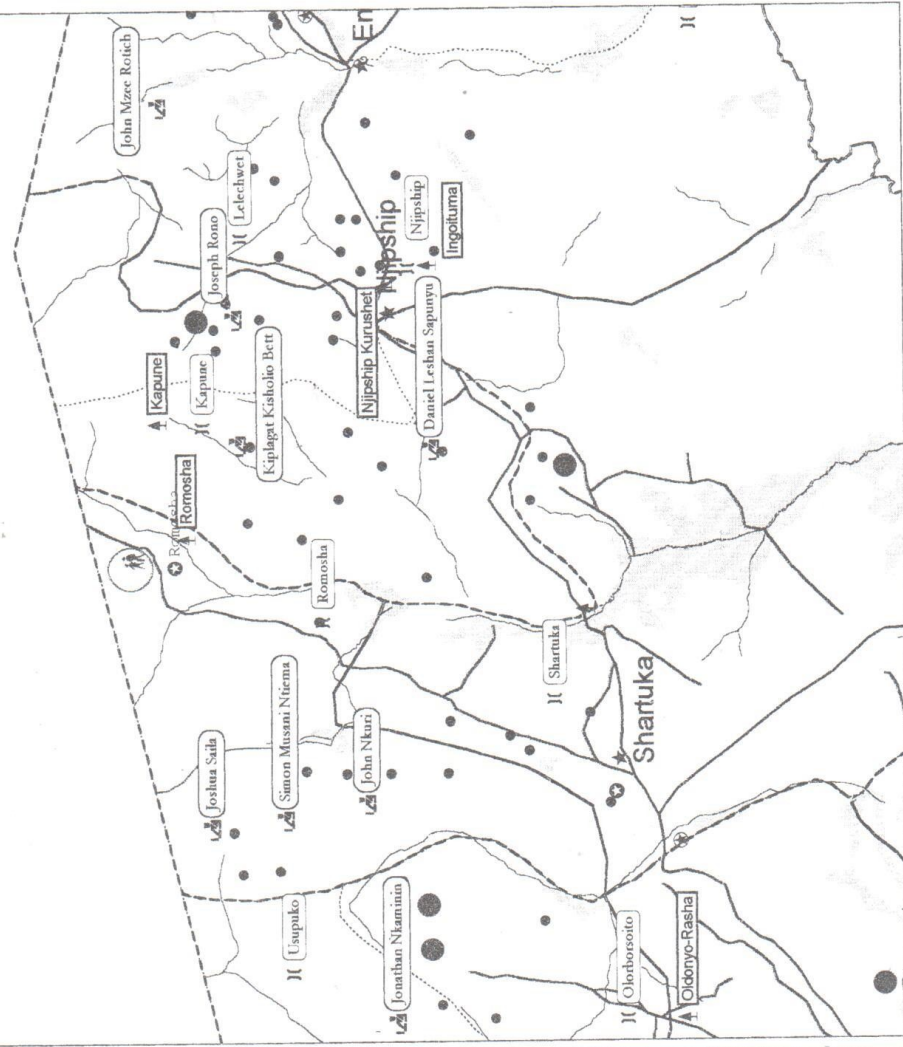 John Mzee Rotich
En
Lelechwet
Joseph Rono
Njipship
Njipship
Ingoituma
Kapune
Kapune
Kiplagat Kisholio Bett
Njipship Kurushet
Daniel Leshan Sapunyu
Romosha
Romosha
Romosha
Shartuka
Shartuka
Joshua Saila
Simon Musani Ntiema
John Nkuri
Usupuko
Jonathan Nkaminin
Olorborsoito
Oldonyo-Rasha